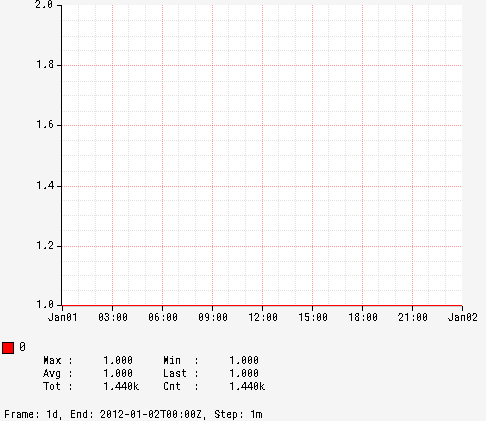 2.0
1.8
1.6
1.4
1.2
1.0
Jan01 03:00 06:00 09:00 12:00 15:00 18:00 21:00 Jan02
0
Max : 1.000 Min : 1.000
Avg : 1.000 Last : 1.000
Tot : 1.440k Cnt : 1.440k
Frame: 1d, End: 2012-01-02T00:00Z, Step: 1m